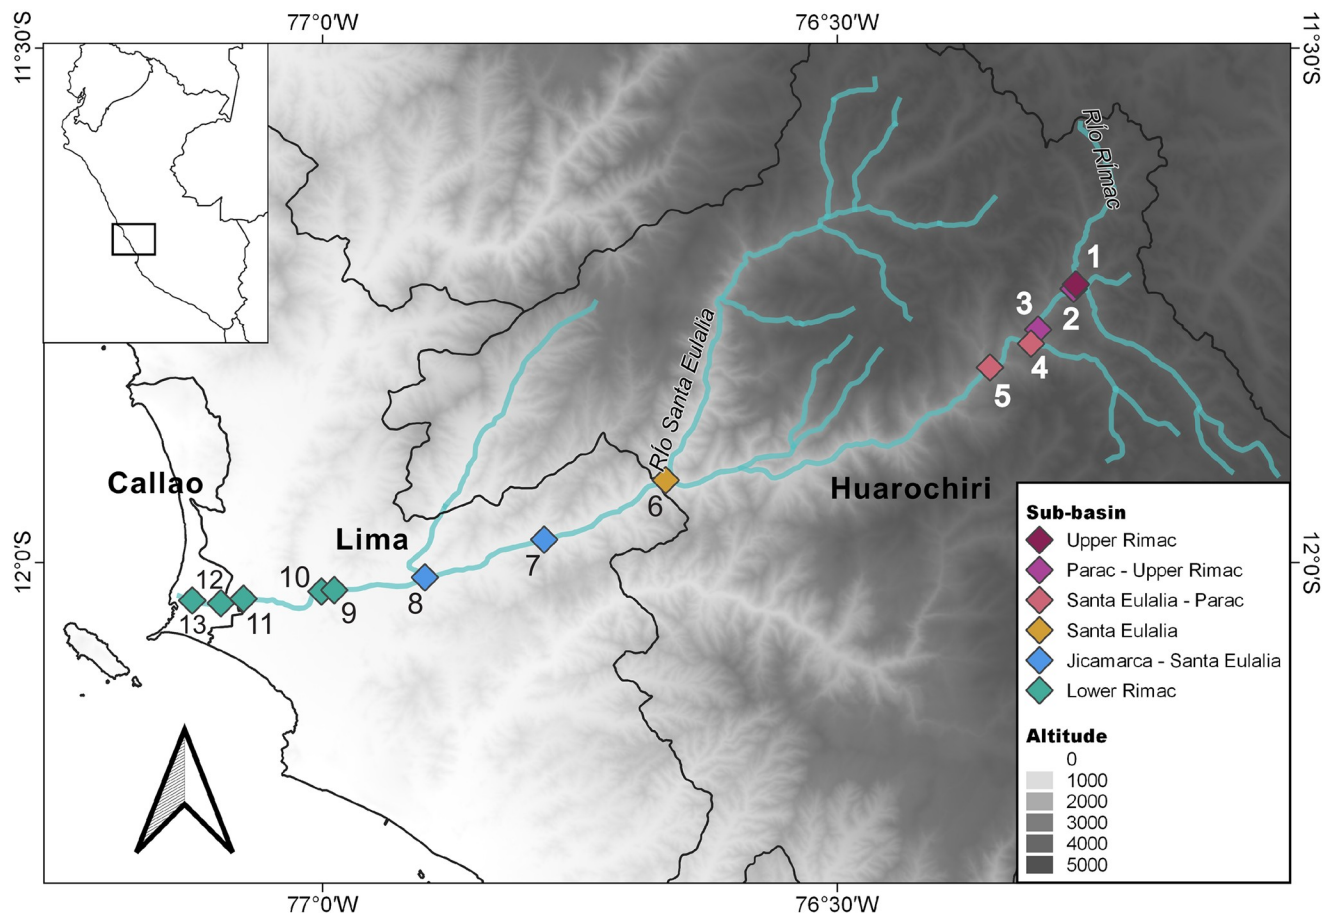 77°0'W
76°30'W
11°30'S
11°30'S
Río Rímac
1
2
3
4
5
Río Santa Eulalia
6
Callao
Huarochiri
Lima
7
12°0'S
12°0'S
8
9
10
11
12
13
Sub-basin
Upper Rimac
Parac - Upper Rimac
Santa Eulalia - Parac
Santa Eulalia
Jicamarca - Santa Eulalia
Lower Rimac
Altitude
0
1000
2000
3000
4000
5000
77°0'W
76°30'W